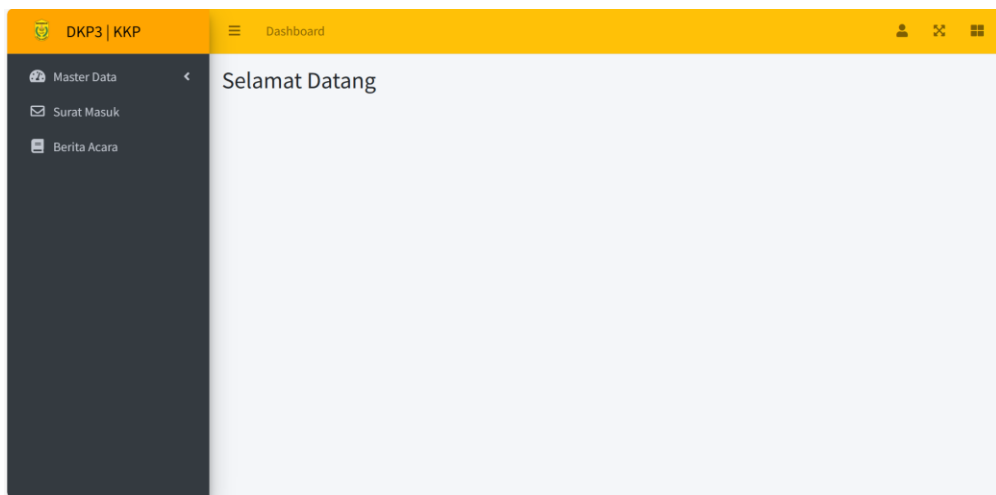 DKP3 | KKP
Dashboard
Master Data
Surat Masuk
Berita Acara
Selamat Datang